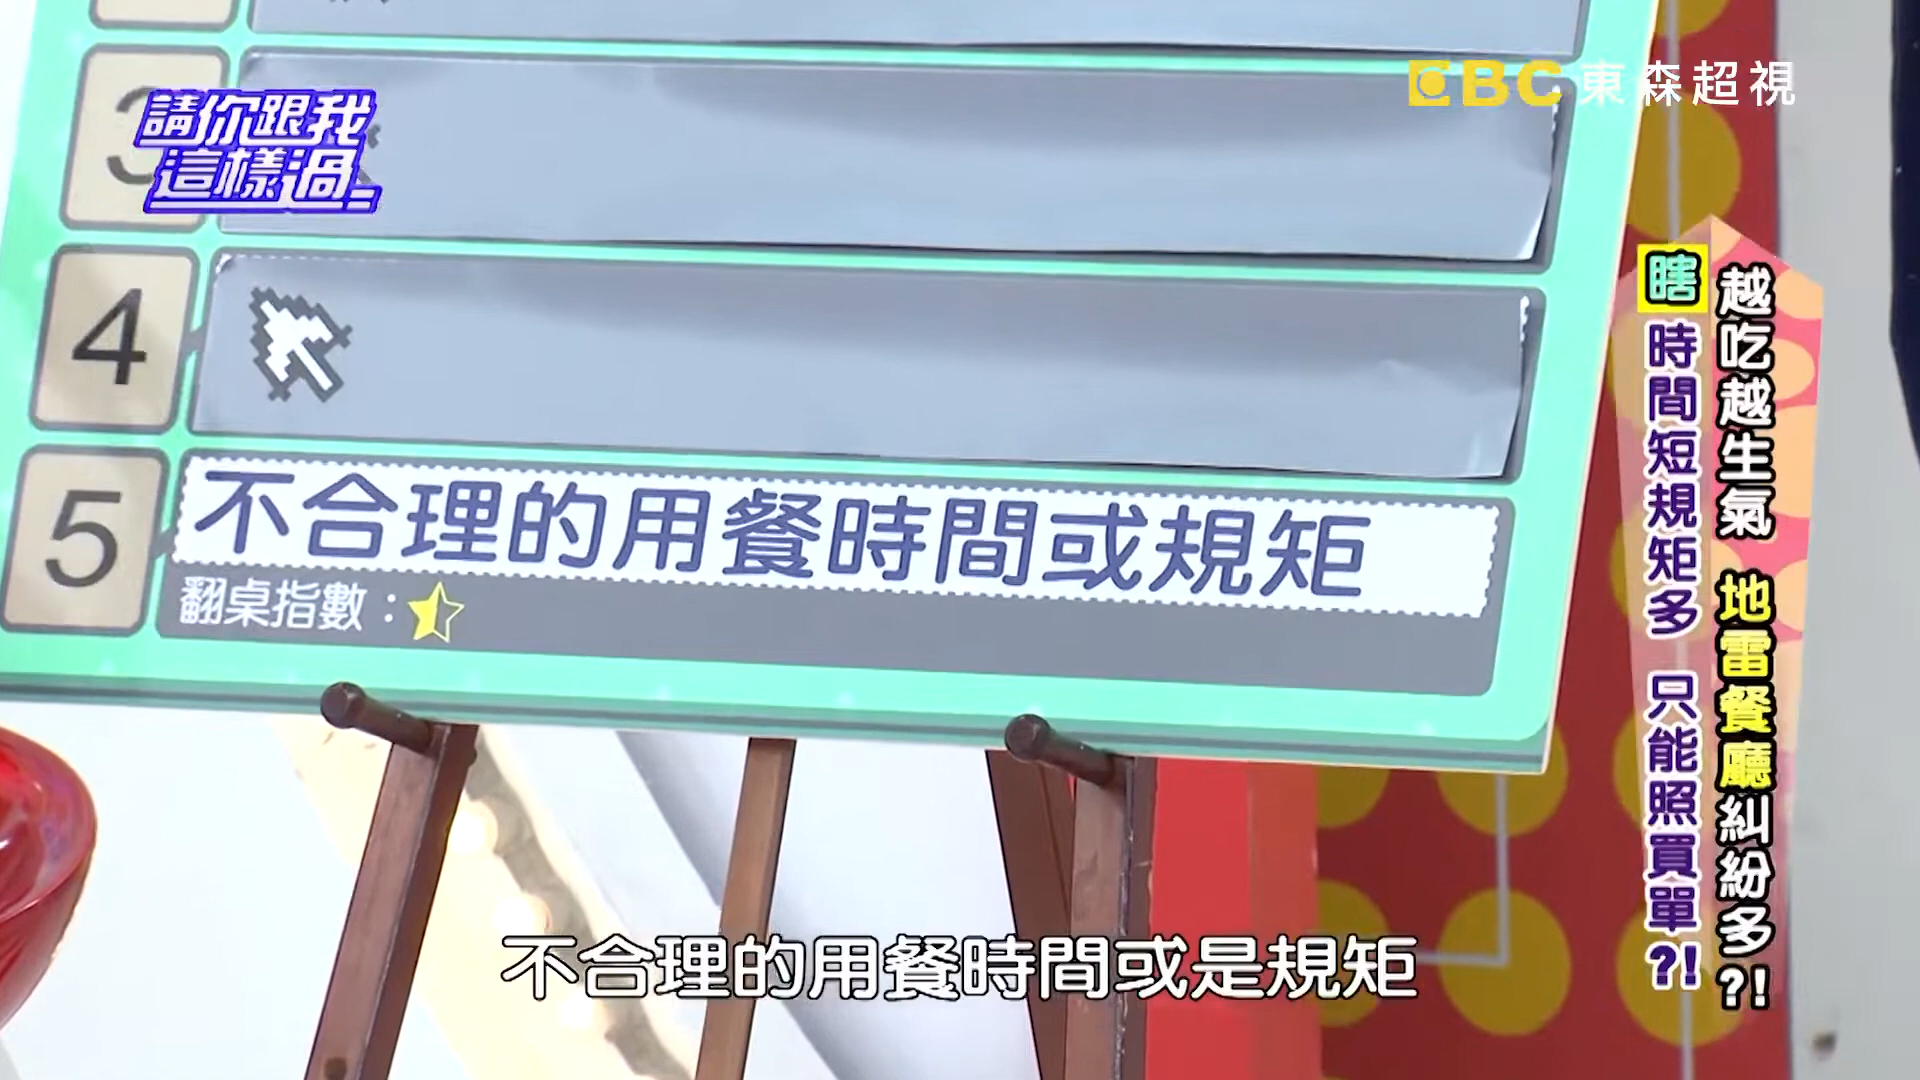 EBC 東森超視
請你跟我
這樣過
3
4
5
不合理的用餐時間或規矩
翻桌指數：
越吃越生氣 地雷餐廳糾紛多?!
瞎 時間短規矩多 只能照買單?!
不合理的用餐時間或是規矩